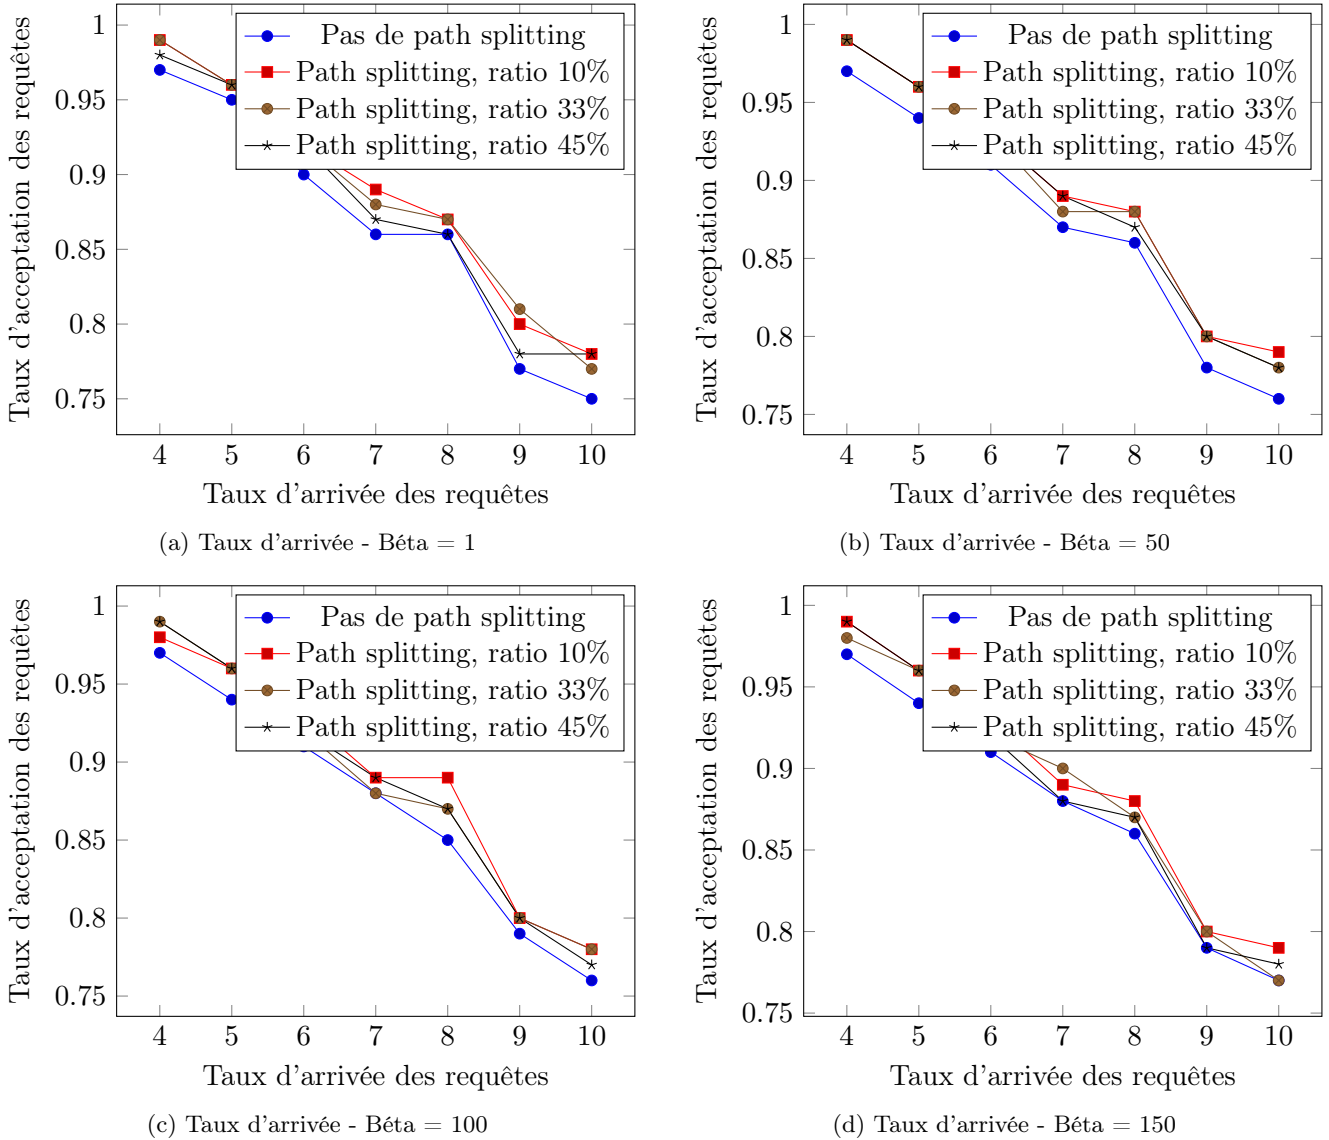 Taux d'acceptation des requêtes
1
0.95
0.9
0.85
0.8
0.75
Pas de path splitting
Path splitting, ratio 10%
Path splitting, ratio 33%
Path splitting, ratio 45%
4 5 6 7 8 9 10
Taux d'arrivée des requêtes
(a) Taux d'arrivée - Béta = 1
Taux d'acceptation des requêtes
1
0.95
0.9
0.85
0.8
0.75
Pas de path splitting
Path splitting, ratio 10%
Path splitting, ratio 33%
Path splitting, ratio 45%
4 5 6 7 8 9 10
Taux d'arrivée des requêtes
(b) Taux d'arrivée - Béta = 50
Taux d'acceptation des requêtes
1
0.95
0.9
0.85
0.8
0.75
Pas de path splitting
Path splitting, ratio 10%
Path splitting, ratio 33%
Path splitting, ratio 45%
4 5 6 7 8 9 10
Taux d'arrivée des requêtes
(c) Taux d'arrivée - Béta = 100
Taux d'acceptation des requêtes
1
0.95
0.9
0.85
0.8
0.75
Pas de path splitting
Path splitting, ratio 10%
Path splitting, ratio 33%
Path splitting, ratio 45%
4 5 6 7 8 9 10
Taux d'arrivée des requêtes
(d) Taux d'arrivée - Béta = 150